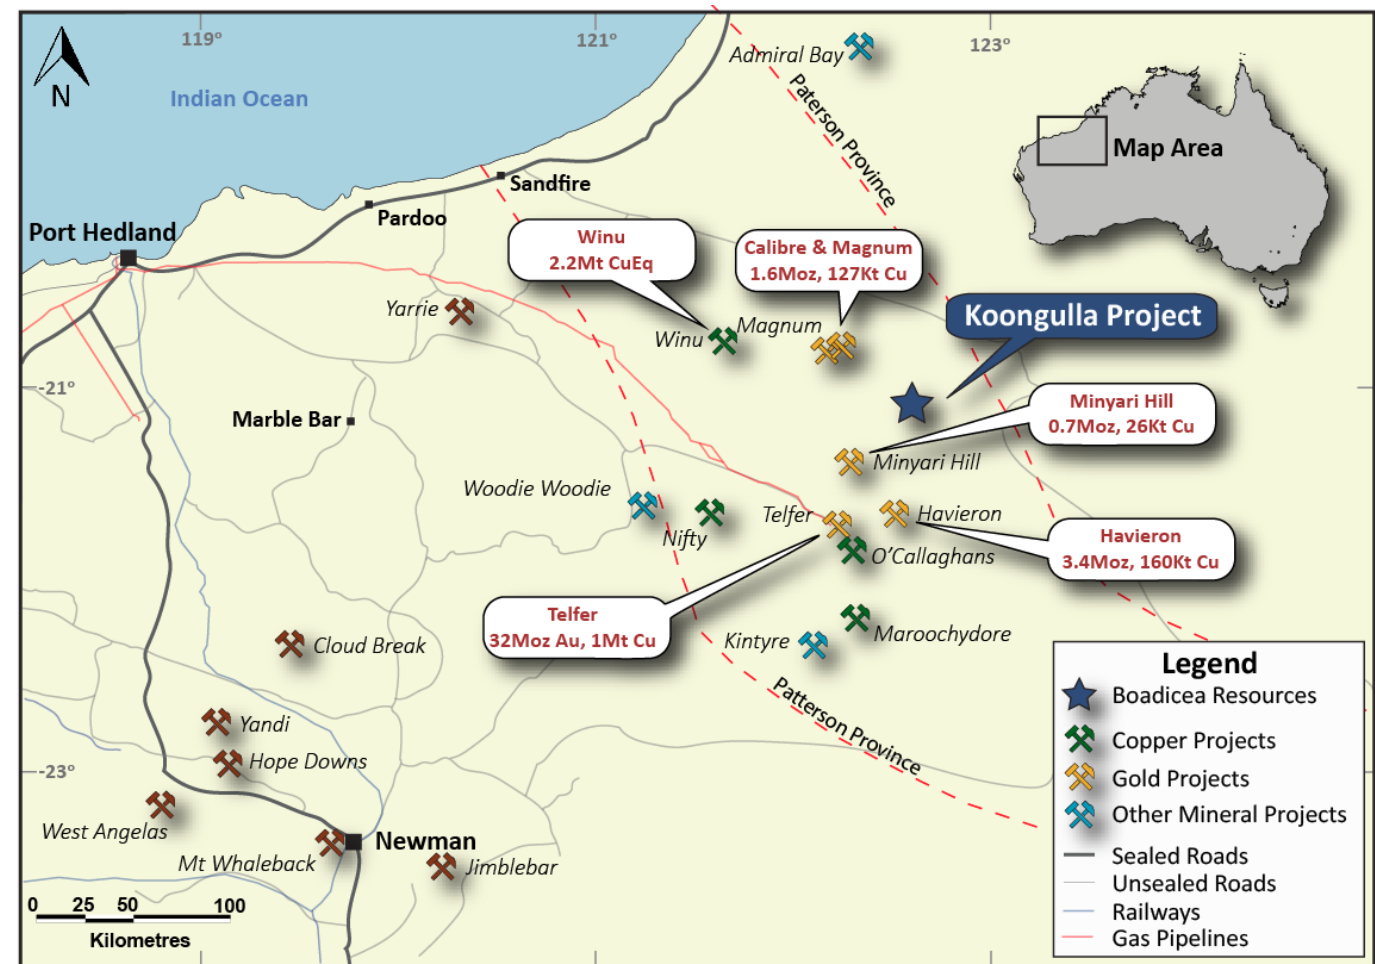 119°
121°
123°
Admiral Bay
N
Indian Ocean
Paterson Province
Map Area
Sandfire
Pardoo
Port Hedland
Winu
2.2Mt CuEq
Calibre & Magnum
1.6Moz, 127Kt Cu
Koongulla Project
Yarrie
Winu
Magnum
-21°
Marble Bar
Minyari Hill
0.7Moz, 26Kt Cu
Minyari Hill
Woodie Woodie
Nifty
Telfer
Havieron
O'Callaghans
Havieron
3.4Moz, 160Kt Cu
Telfer
32Moz Au, 1Mt Cu
Kintyre
Maroochydore
Cloud Break
Patterson Province
Yandi
Hope Downs
-23°
West Angelas
Mt Whaleback
Newman
Jimblebar
0 25 50 100
Kilometres
Legend
Boadicea Resources
Copper Projects
Gold Projects
Other Mineral Projects
Sealed Roads
Unsealed Roads
Railways
Gas Pipelines